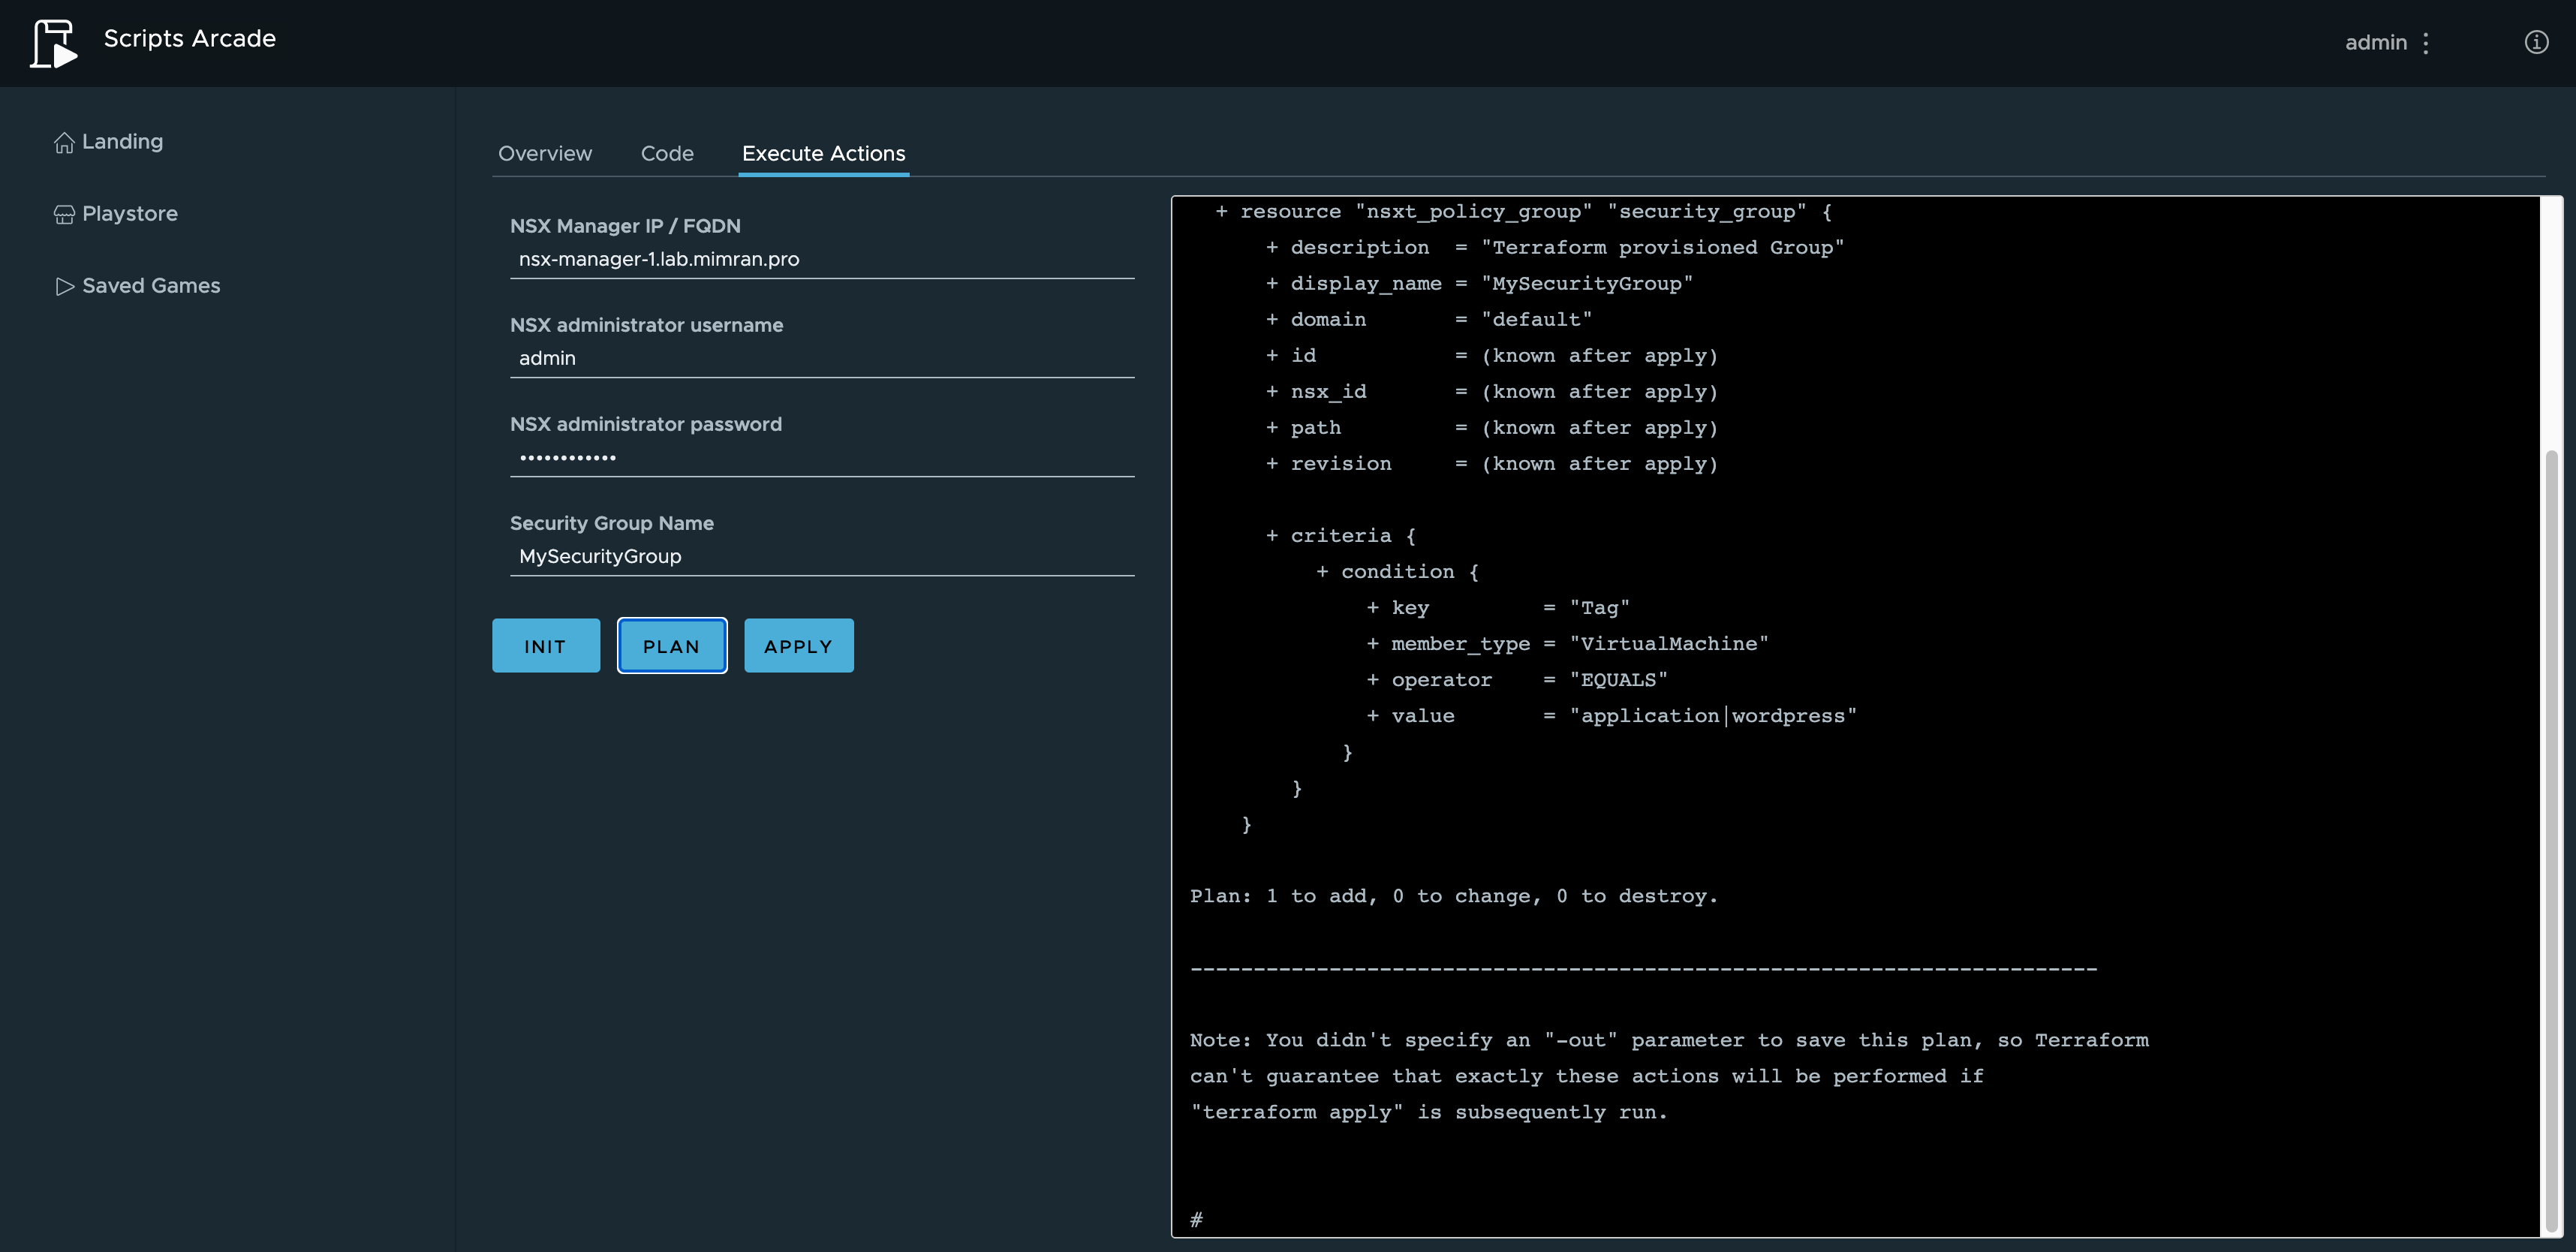 Scripts Arcade
admin
Landing
Playstore
Saved Games
Overview
Code
Execute Actions
NSX Manager IP / FQDN
nsx-manager-1.lab.mimran.pro
NSX administrator username
admin
NSX administrator password
••••••••••••
Security Group Name
MySecurityGroup
INIT
PLAN
APPLY
+ resource "nsxt_policy_group" "security_group" {
+ description  = "Terraform provisioned Group"
+ display_name = "MySecurityGroup"
+ domain       = "default"
+ id           = (known after apply)
+ nsx_id       = (known after apply)
+ path         = (known after apply)
+ revision     = (known after apply)
+ criteria {
+ condition {
+ key         = "Tag"
+ member_type = "VirtualMachine"
+ operator    = "EQUALS"
+ value       = "application|wordpress"
}
}
}
Plan: 1 to add, 0 to change, 0 to destroy.
------------------------------------------------------------------------
Note: You didn't specify an "-out" parameter to save this plan, so Terraform
can't guarantee that exactly these actions will be performed if
"terraform apply" is subsequently run.
#